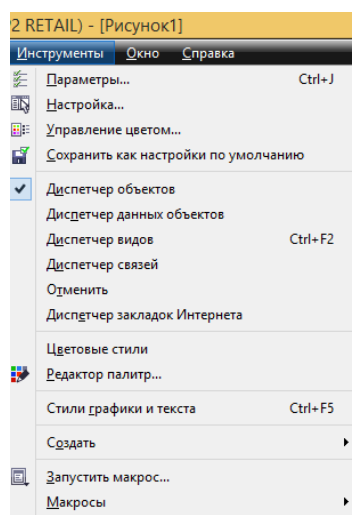 2 RETAIL) - [Рисунок1]
Инструменты Окно Справка
Параметры... Ctrl+J
Настройка...
Управление цветом...
Сохранить как настройки по умолчанию
Диспетчер объектов
Диспетчер данных объектов
Диспетчер видов Ctrl+F2
Диспетчер связей
Отменить
Диспетчер закладок Интернета
Цветовые стили
Редактор палитр...
Стили графики и текста Ctrl+F5
Создать
Запустить макрос...
Макросы